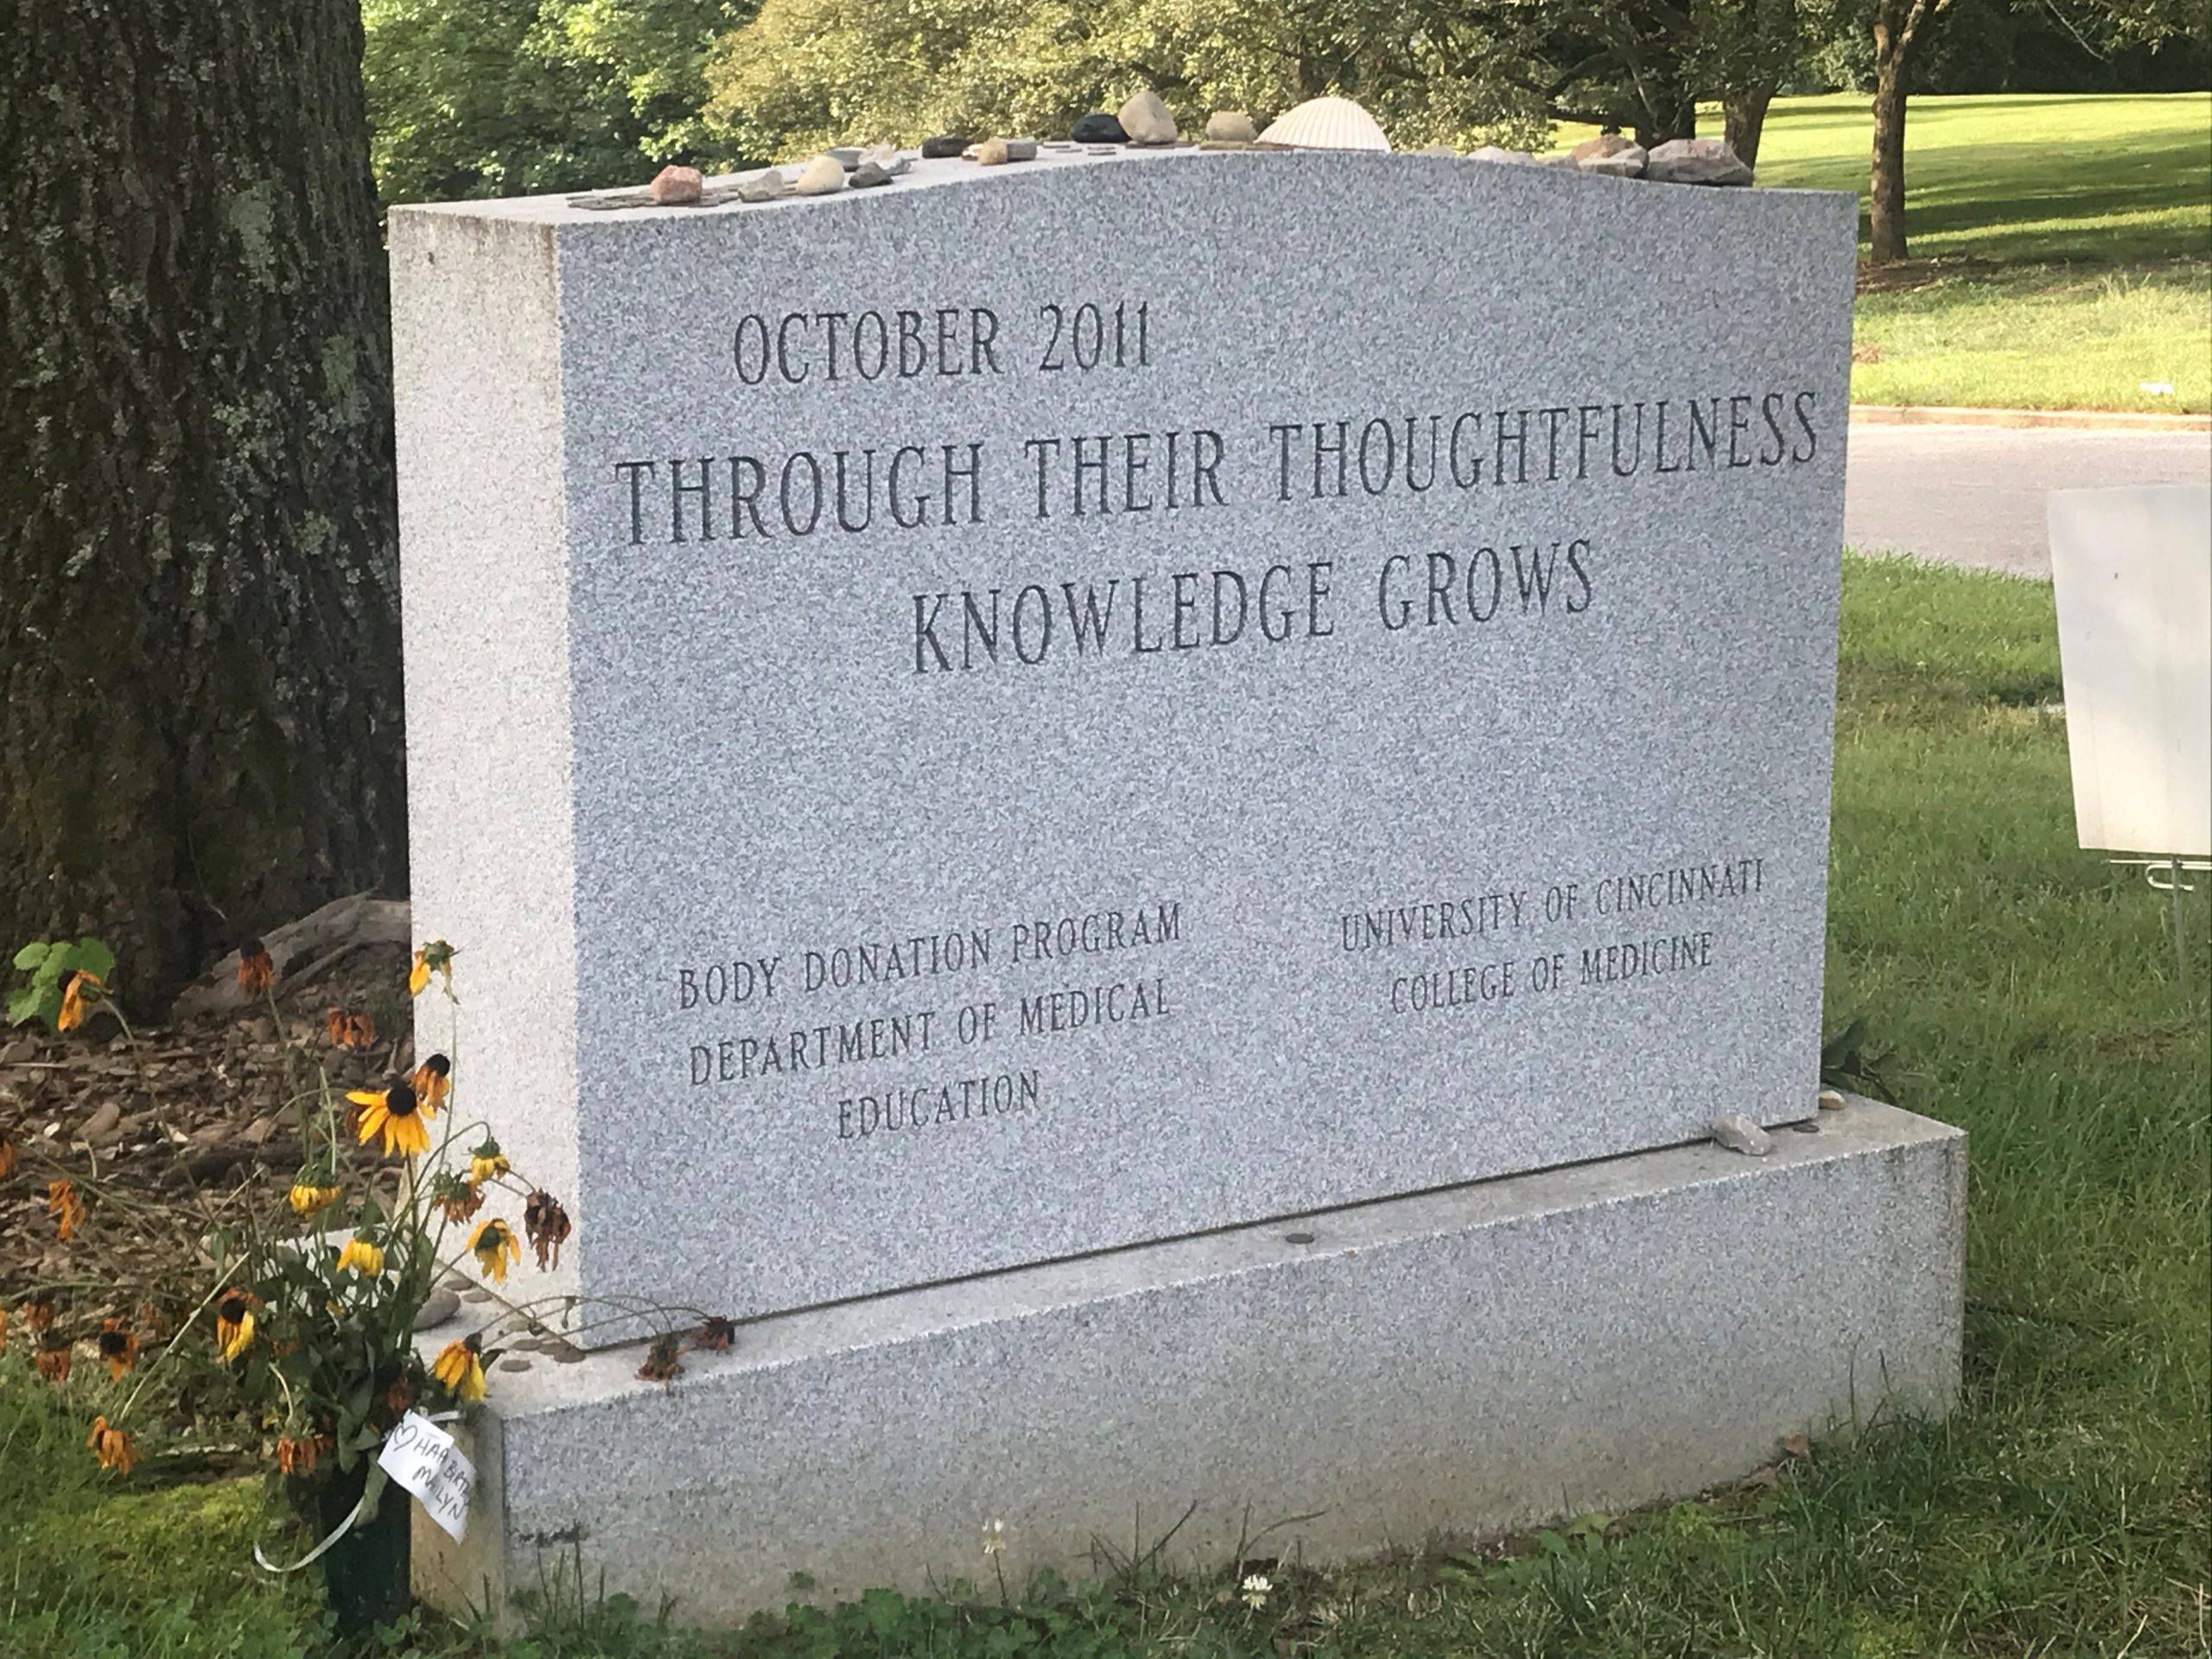 OCTOBER 2011
THROUGH THEIR THOUGHTFULNESS
KNOWLEDGE GROWS
BODY DONATION PROGRAM
DEPARTMENT OF MEDICAL
EDUCATION
UNIVERSITY OF CINCINNATI
COLLEGE OF MEDICINE